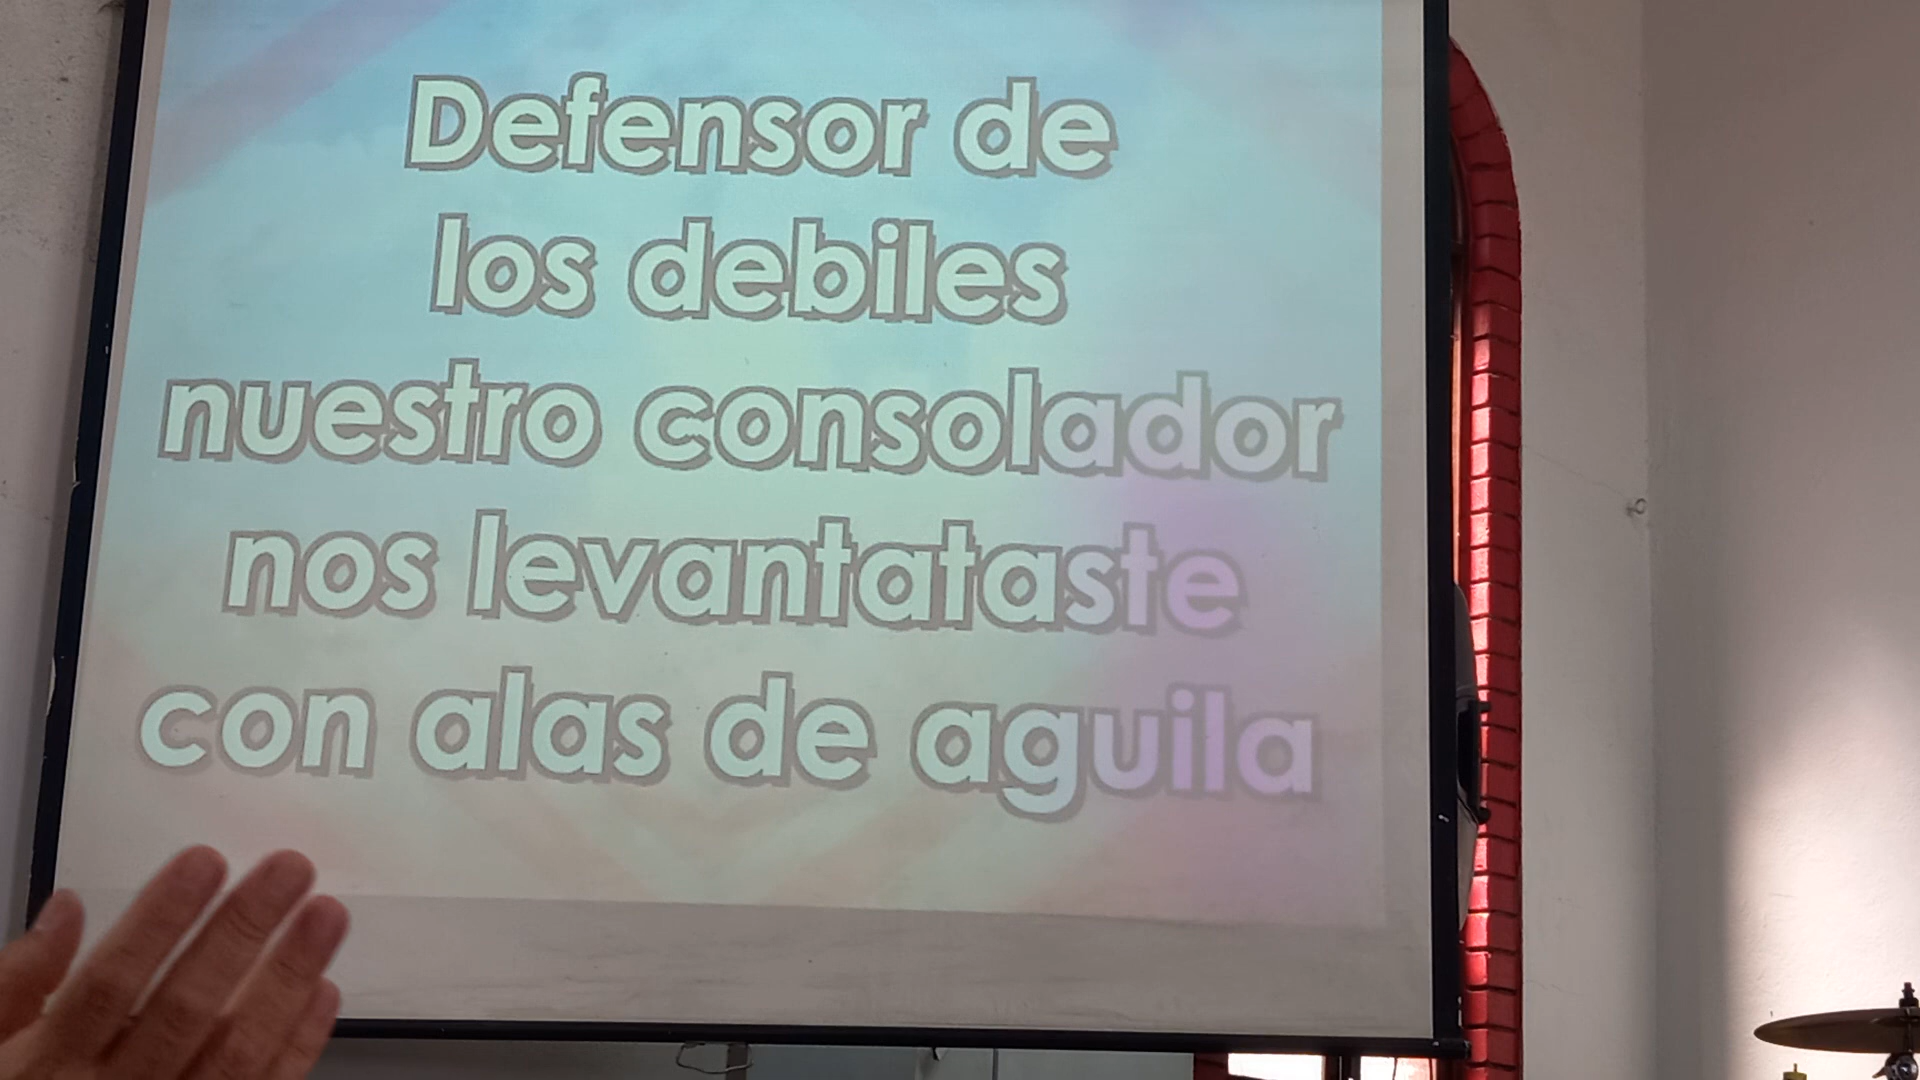 Defensor de
los debiles
nuestro consolador
nos levantataste
con alas de aguila